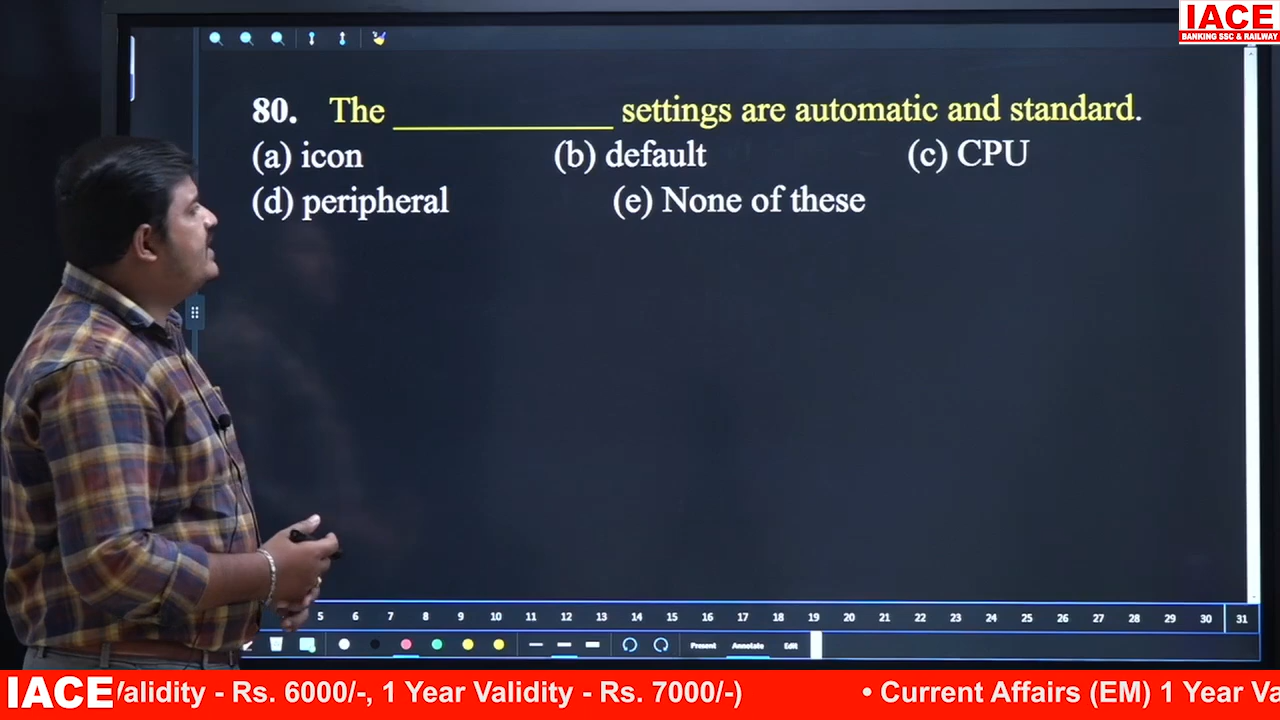 IACE
BANKING SSC & RAILWAY
80. The ____________ settings are automatic and standard.
(a) icon (b) default (c) CPU
(d) peripheral (e) None of these
5 6 7 8 9 10 11 12 13 14 15 16 17 18 19 20 21 22 23 24 25 26 27 28 29 30 31
Present Annotate Edit
IACE Validity - Rs. 6000/-, 1 Year Validity - Rs. 7000/-) • Current Affairs (EM) 1 Year Va